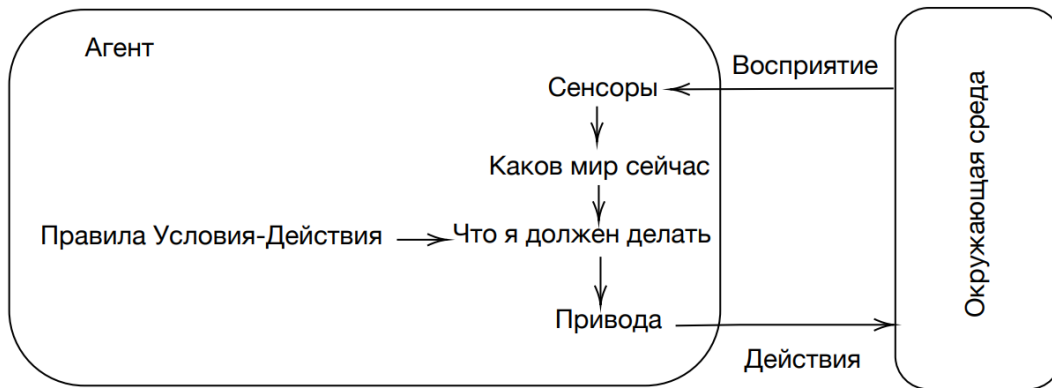 Агент
Восприятие
Сенсоры
Каков мир сейчас
Правила Условия-Действия
Что я должен делать
Привода
Действия
Окружающая среда